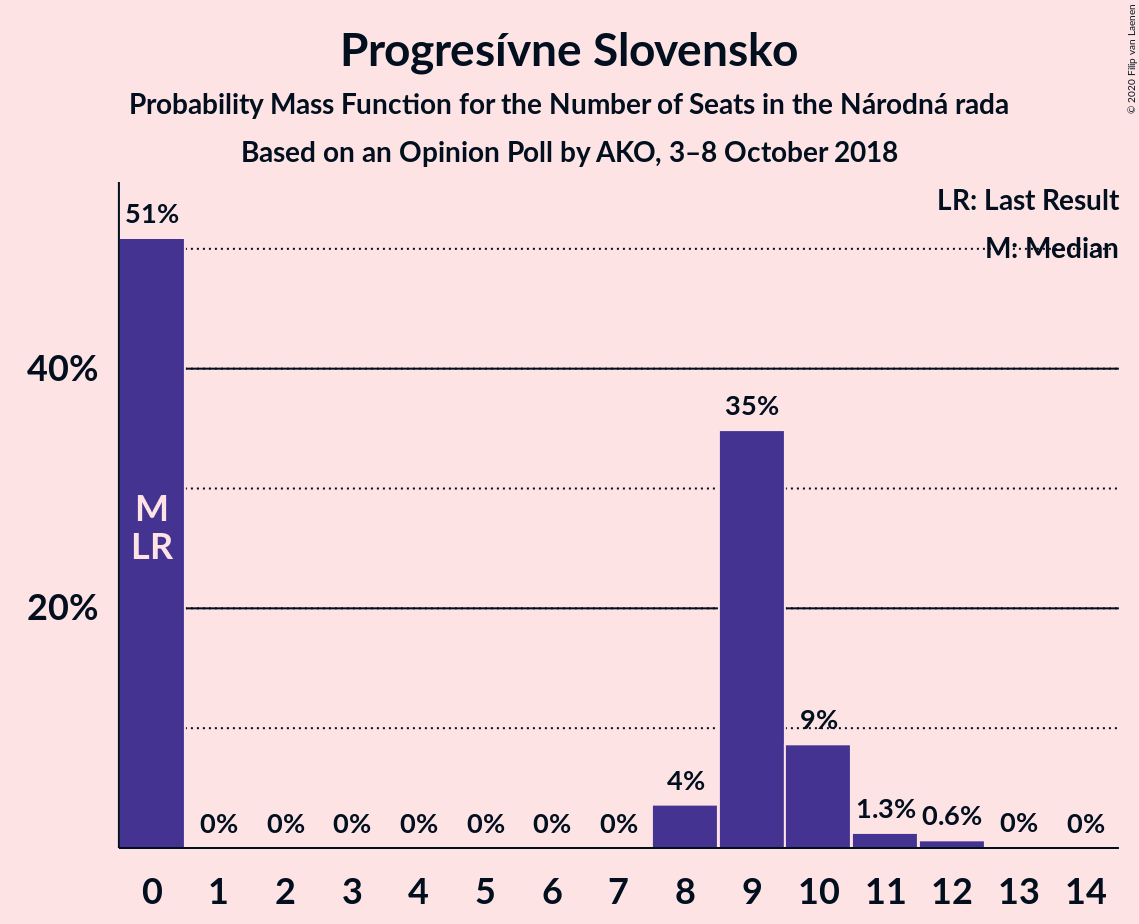 Progresívne Slovensko
Probability Mass Function for the Number of Seats in the Národná rada
Based on an Opinion Poll by AKO, 3–8 October 2018
© 2020 Filip van Laenen
LR: Last Result
M: Median
40%
20%
51%
M
LR
0%
0%
0%
0%
0%
0%
0%
4%
35%
9%
1.3%
0.6%
0%
0%
0 1 2 3 4 5 6 7 8 9 10 11 12 13 14